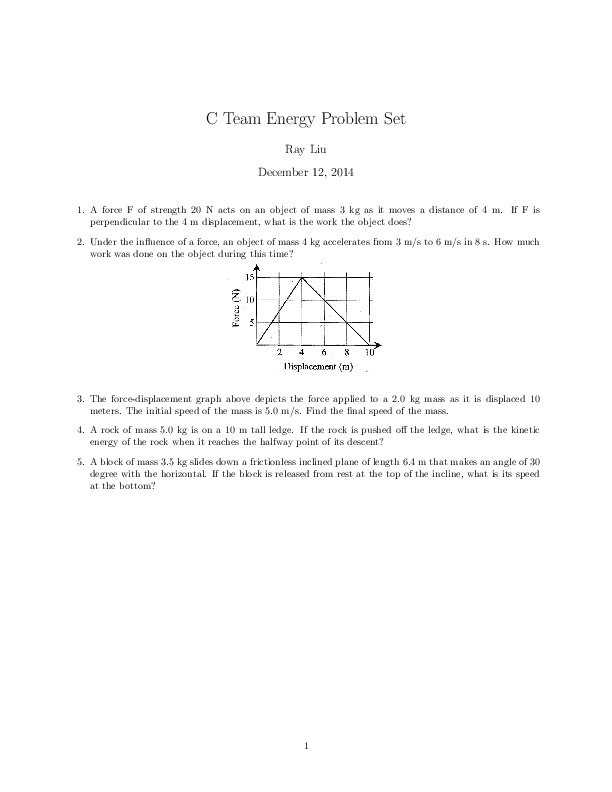 C Team Energy Problem Set
Ray Liu
December 12, 2014
1. A force F of strength 20 N acts on an object of mass 3 kg as it moves a distance of 4 m. If F is
perpendicular to the 4 m displacement, what is the work the object does?
2. Under the influence of a force, an object of mass 4 kg accelerates from 3 m/s to 6 m/s in 8 s. How much
work was done on the object during this time?
15
10
5
Force (N)
2 4 6 8 10
Displacement (m)
3. The force-displacement graph above depicts the force applied to a 2.0 kg mass as it is displaced 10
meters. The initial speed of the mass is 5.0 m/s. Find the final speed of the mass.
4. A rock of mass 5.0 kg is on a 10 m tall ledge. If the rock is pushed off the ledge, what is the kinetic
energy of the rock when it reaches the halfway point of its descent?
5. A block of mass 3.5 kg slides down a frictionless inclined plane of length 6.4 m that makes an angle of 30
degree with the horizontal. If the block is released from rest at the top of the incline, what is its speed
at the bottom?
1